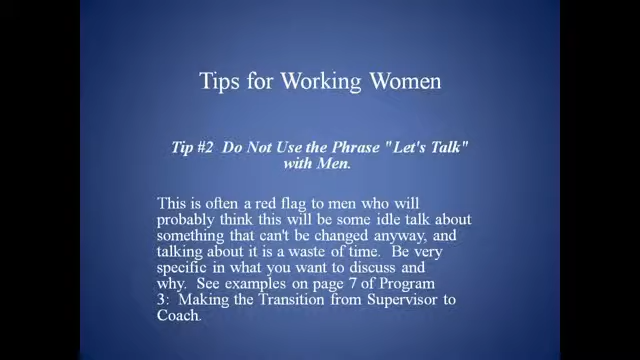 Tips for Working Women
Tip #2  Do Not Use the Phrase "Let's Talk"
with Men.
This is often a red flag to men who will
probably think this will be some idle talk about
something that can't be changed anyway, and
talking about it is a waste of time.  Be very
specific in what you want to discuss and
why.  See examples on page 7 of Program
3:  Making the Transition from Supervisor to
Coach.